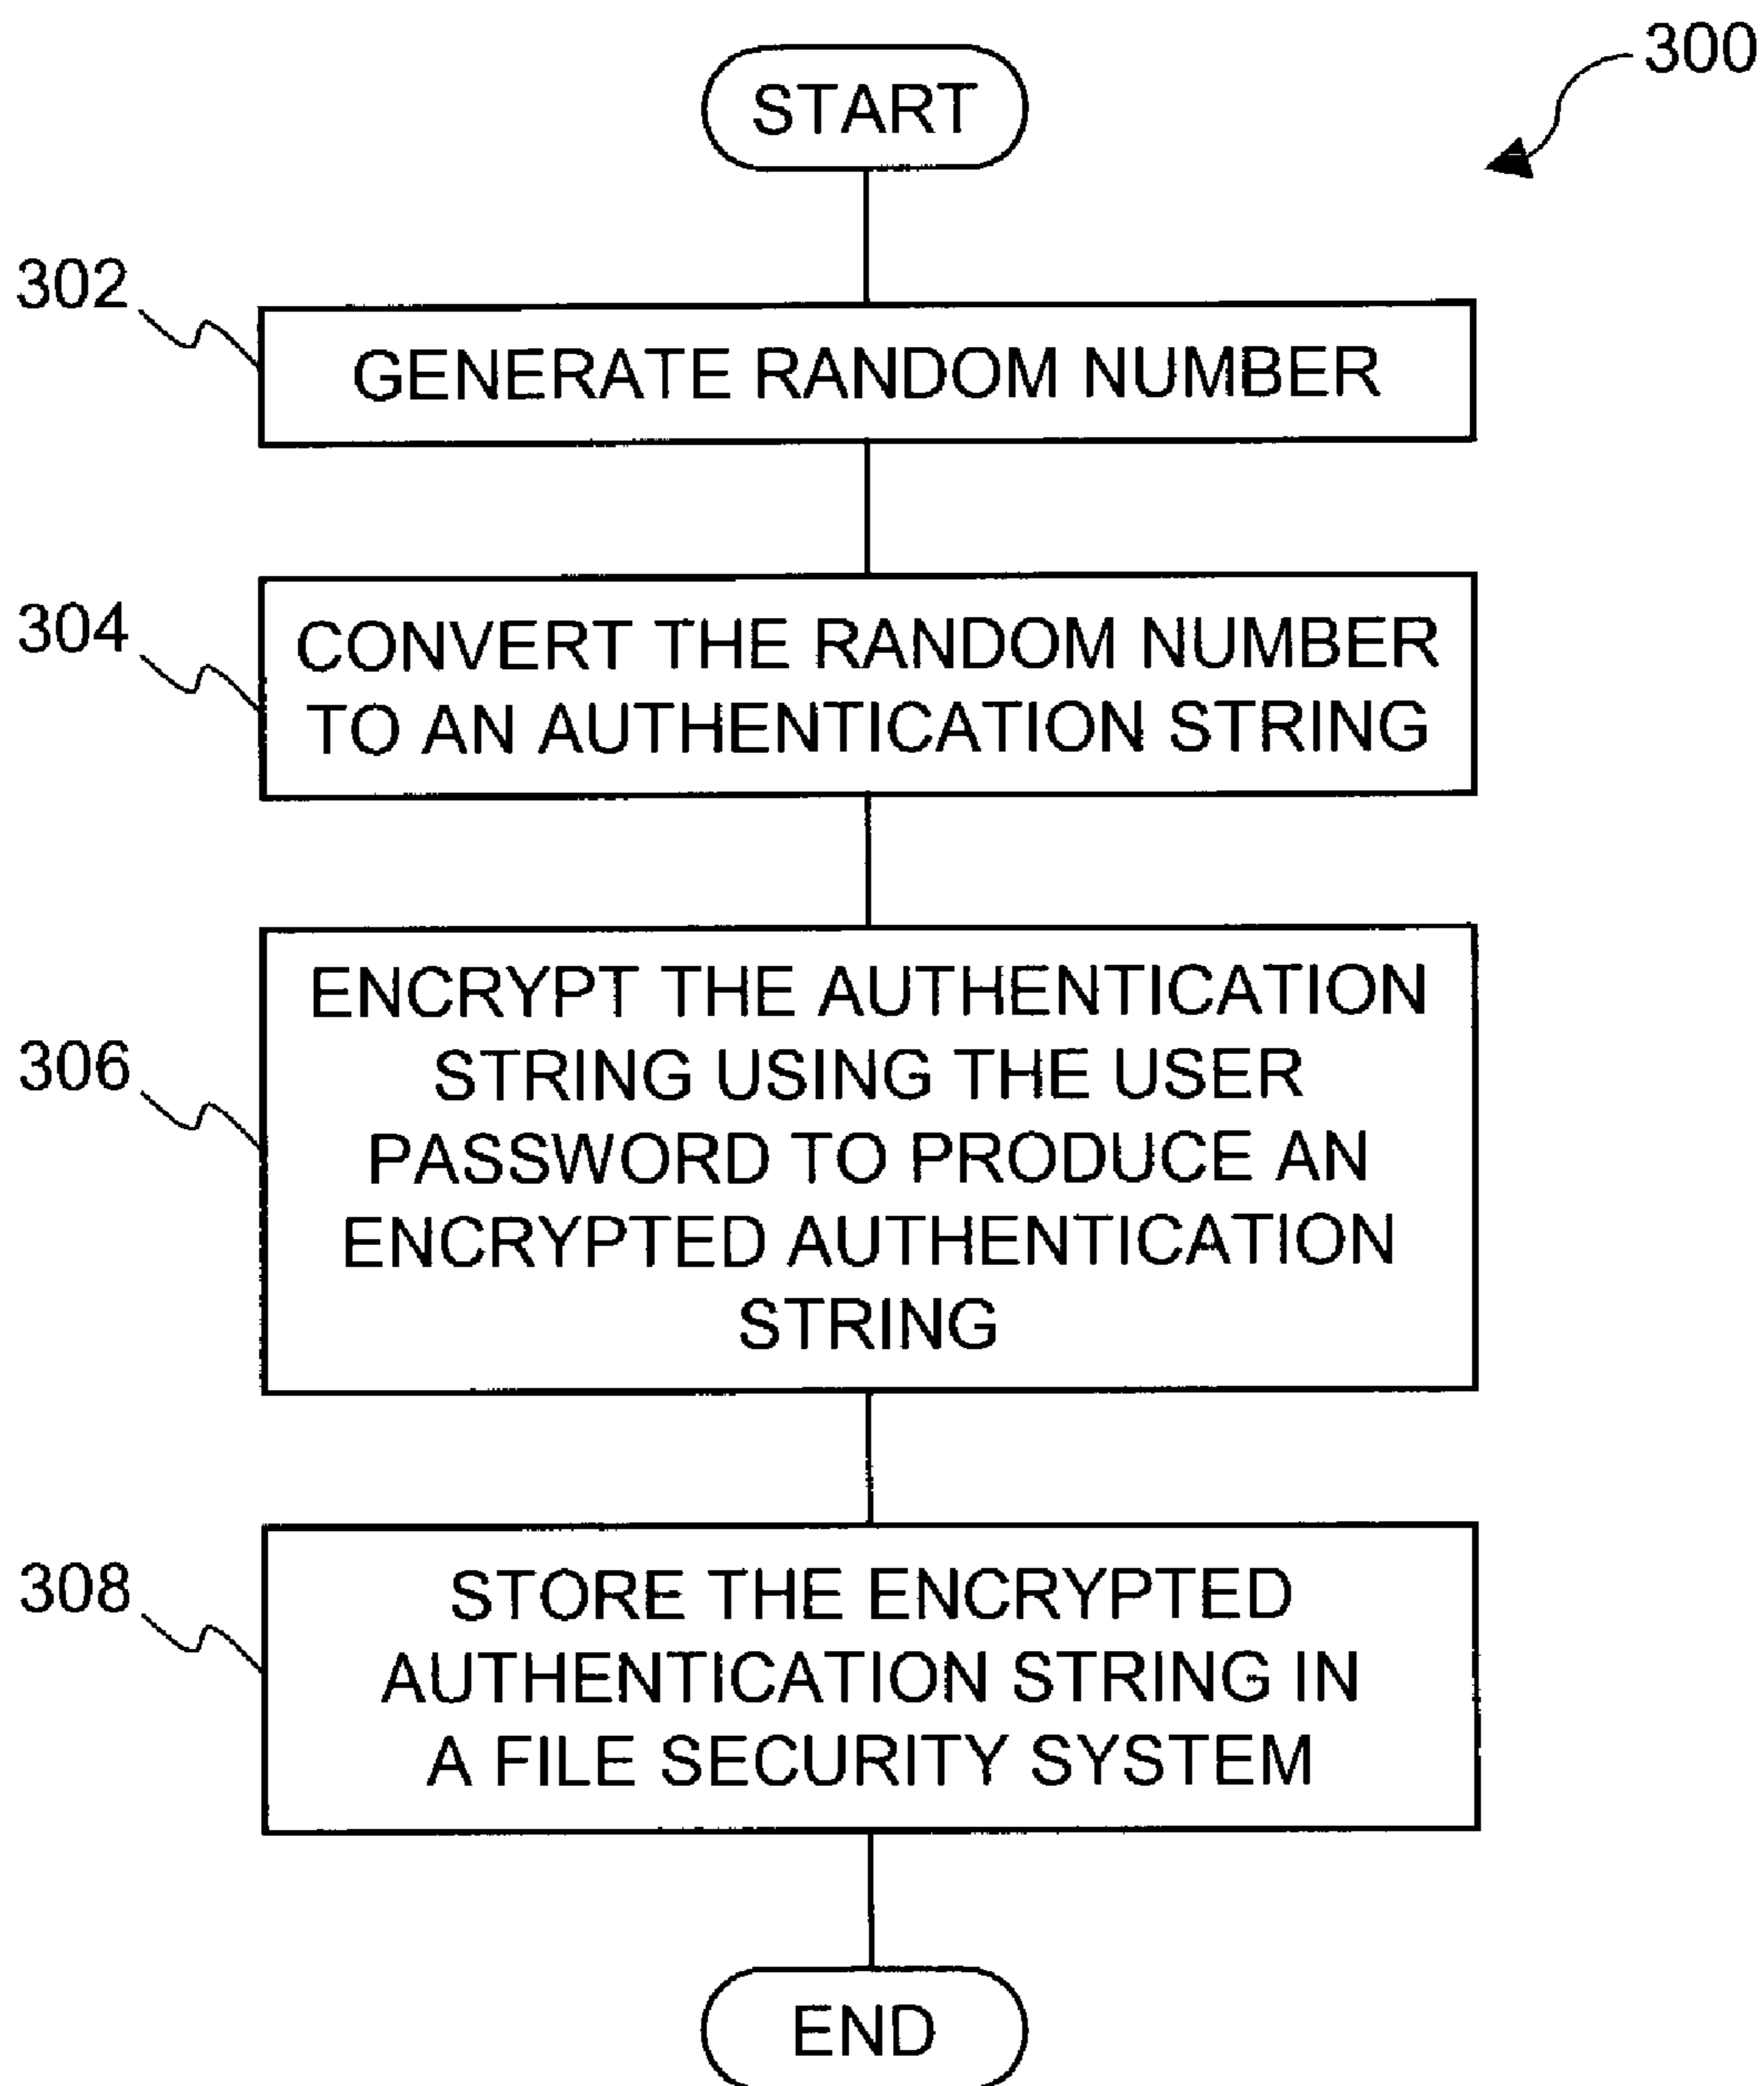 300
START
302
GENERATE RANDOM NUMBER
304
CONVERT THE RANDOM NUMBER
TO AN AUTHENTICATION STRING
306
ENCRYPT THE AUTHENTICATION
STRING USING THE USER
PASSWORD TO PRODUCE AN
ENCRYPTED AUTHENTICATION
STRING
308
STORE THE ENCRYPTED
AUTHENTICATION STRING IN
A FILE SECURITY SYSTEM
END